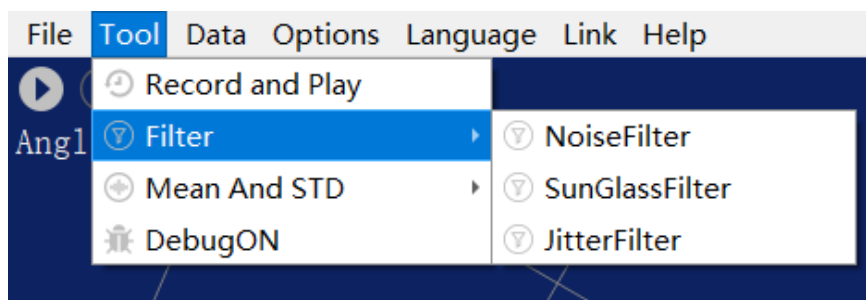 File Tool Data Options Language Link Help
Record and Play
Angl
Filter
NoiseFilter
Mean And STD
SunGlassFilter
DebugON
JitterFilter